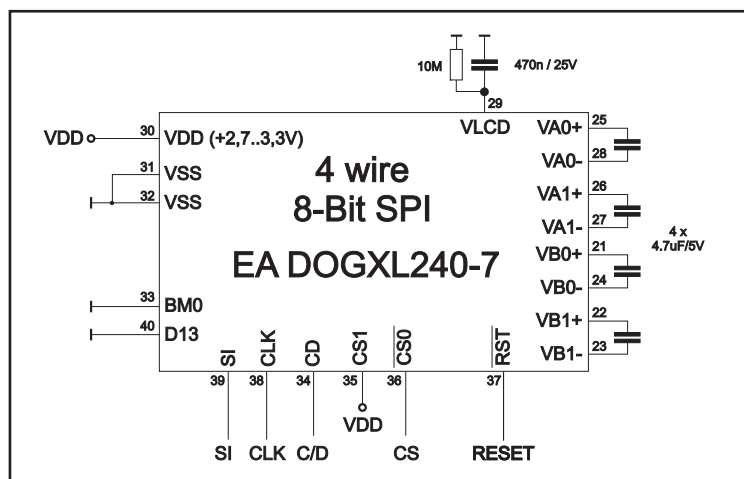 10M
470n / 25V
29
VLCD
VDD
30
VDD (+2,7..3,3V)
31
VSS
32
VSS
4 wire
8-Bit SPI
EA DOGXL240-7
VA0+
25
VA0-
28
VA1+
26
VA1-
27
VB0+
21
VB0-
24
VB1+
22
VB1-
23
4 x
4.7uF/5V
33
BM0
40
D13
SI
CLK
CD
CS1
CS0
RST
39
38
34
35
36
37
VDD
SI
CLK
C/D
CS
RESET